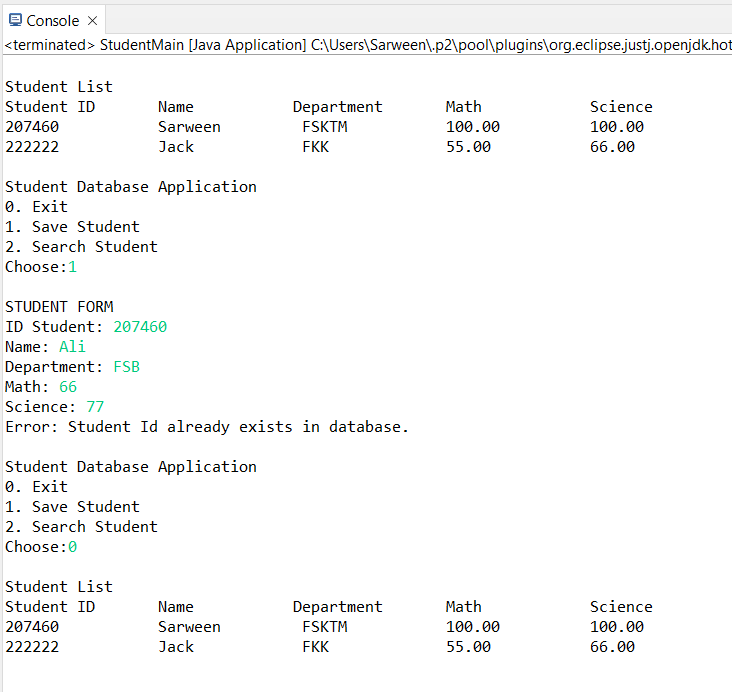 Console
<terminated> StudentMain [Java Application] C:\Users\Sarween\.p2\pool\plugins\org.eclipse.justj.openjdk.hot
Student List
Student ID Name Department Math Science
207460 Sarween FSKTM 100.00 100.00
222222 Jack FKK 55.00 66.00
Student Database Application
0. Exit
1. Save Student
2. Search Student
Choose:1
STUDENT FORM
ID Student: 207460
Name: Ali
Department: FSB
Math: 66
Science: 77
Error: Student Id already exists in database.
Student Database Application
0. Exit
1. Save Student
2. Search Student
Choose:0
Student List
Student ID Name Department Math Science
207460 Sarween FSKTM 100.00 100.00
222222 Jack FKK 55.00 66.00